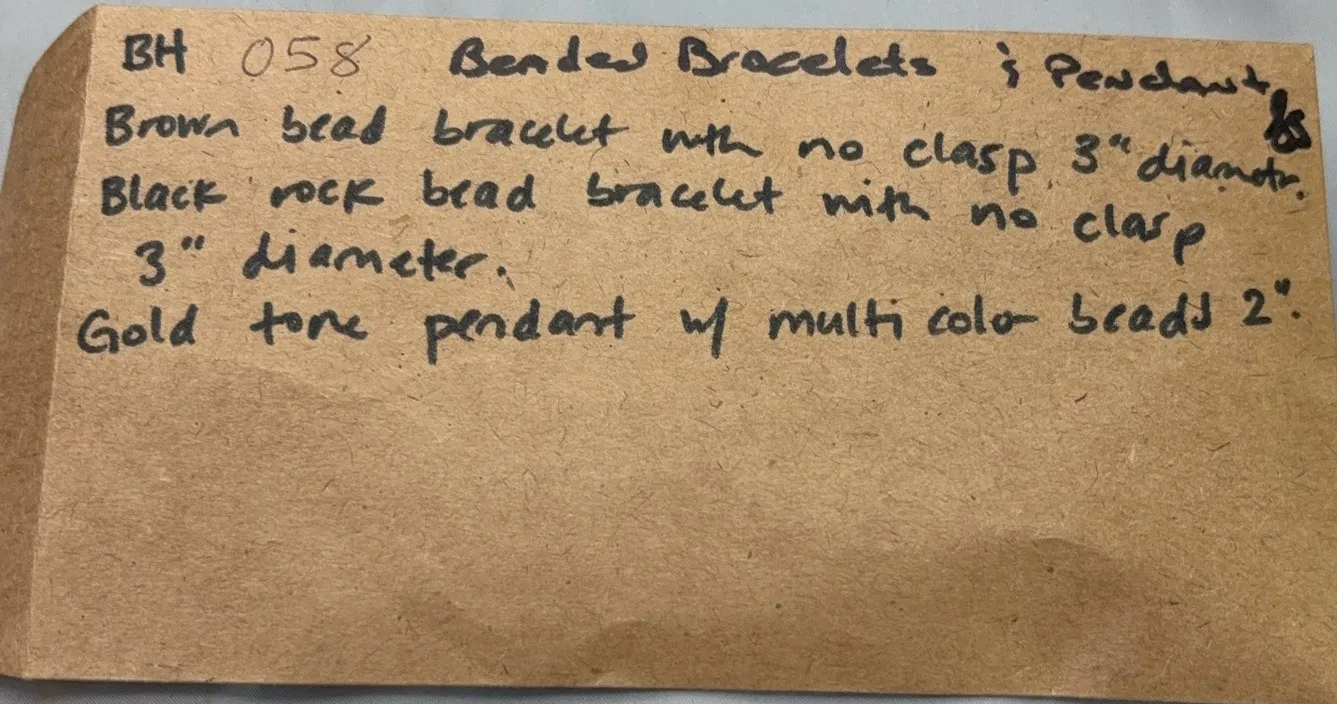 BH 058 Beaded Bracelets & Pendant
Brown bead bracelet with no clasp 3" diametr.
Black rock bead bracelet with no clasp
3" diameter.
Gold tone pendant w/ multi color beads 2".